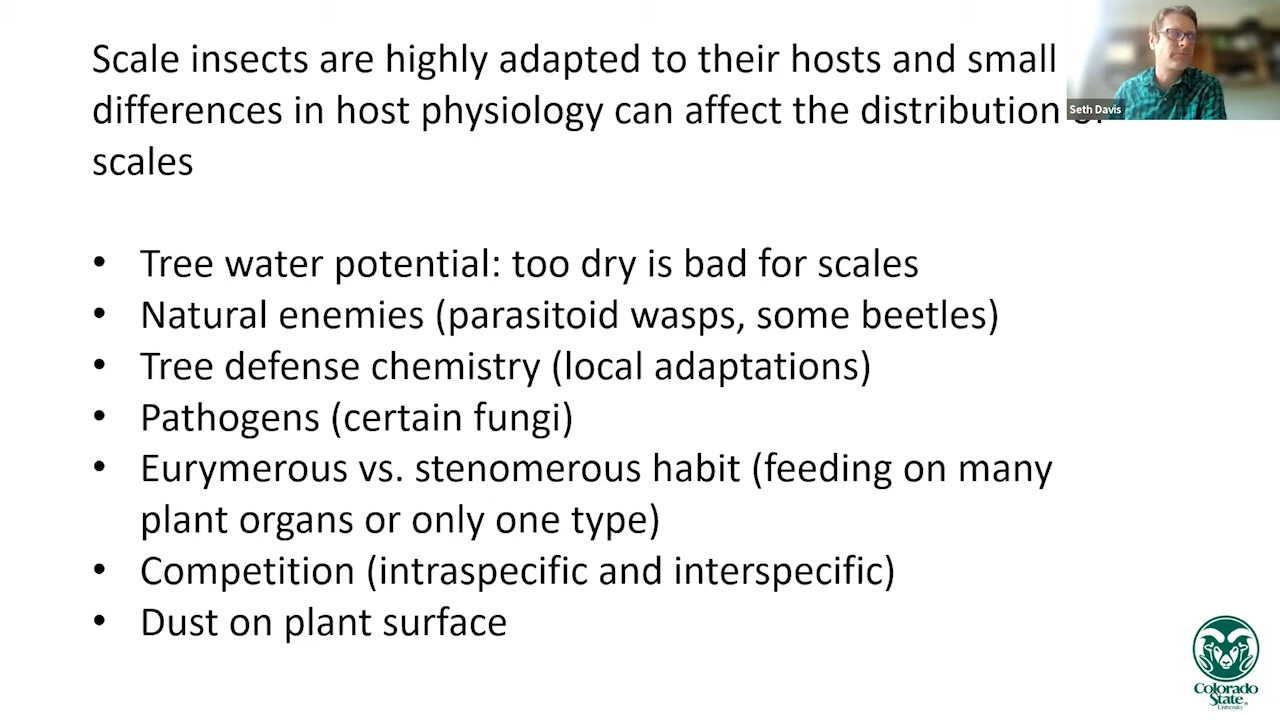 Scale insects are highly adapted to their hosts and small
differences in host physiology can affect the distribution
scales
Seth Davis
• Tree water potential: too dry is bad for scales
• Natural enemies (parasitoid wasps, some beetles)
• Tree defense chemistry (local adaptations)
• Pathogens (certain fungi)
• Eurymerous vs. stenomerous habit (feeding on many
plant organs or only one type)
• Competition (intraspecific and interspecific)
• Dust on plant surface
Colorado
State
University